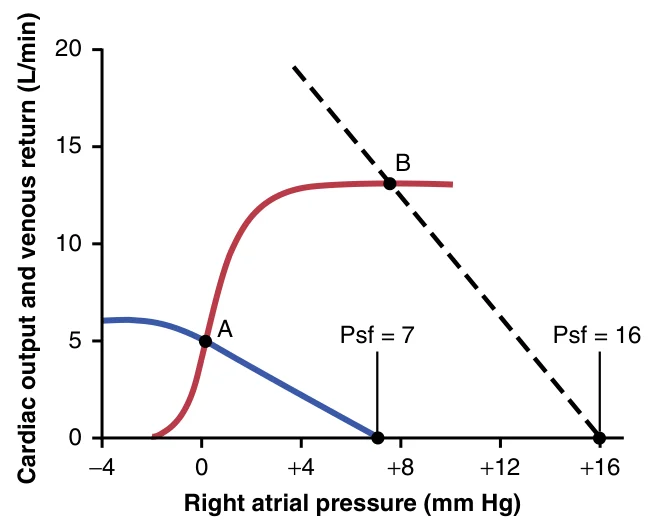 Cardiac output and venous return (L/min)
20
15
10
5
0
B
A
Psf = 7
Psf = 16
−4
0
+4
+8
+12
+16
Right atrial pressure (mm Hg)